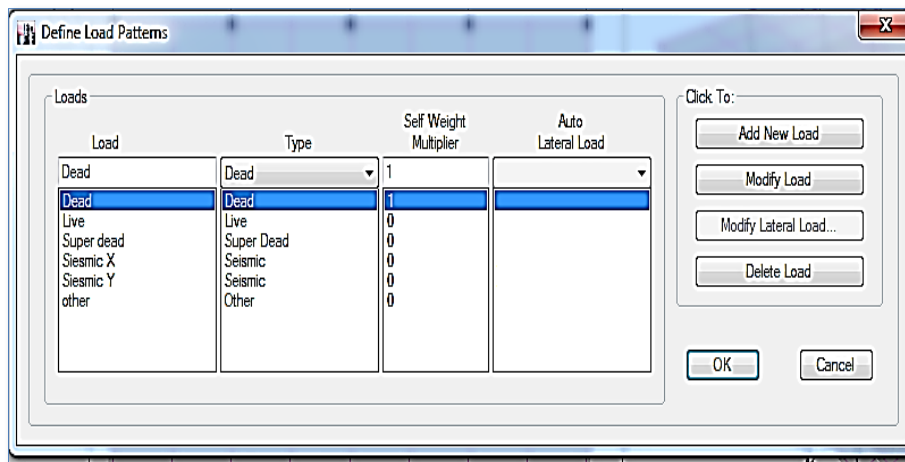 Define Load Patterns
Loads
Click To:
Load Type Self Weight Multiplier Auto Lateral Load
Dead Dead 1
Dead Dead 1
Live Live 0
Super dead Super Dead 0
Siesmic X Seismic 0
Siesmic Y Seismic 0
other Other 0
Add New Load
Modify Load
Modify Lateral Load...
Delete Load
OK Cancel